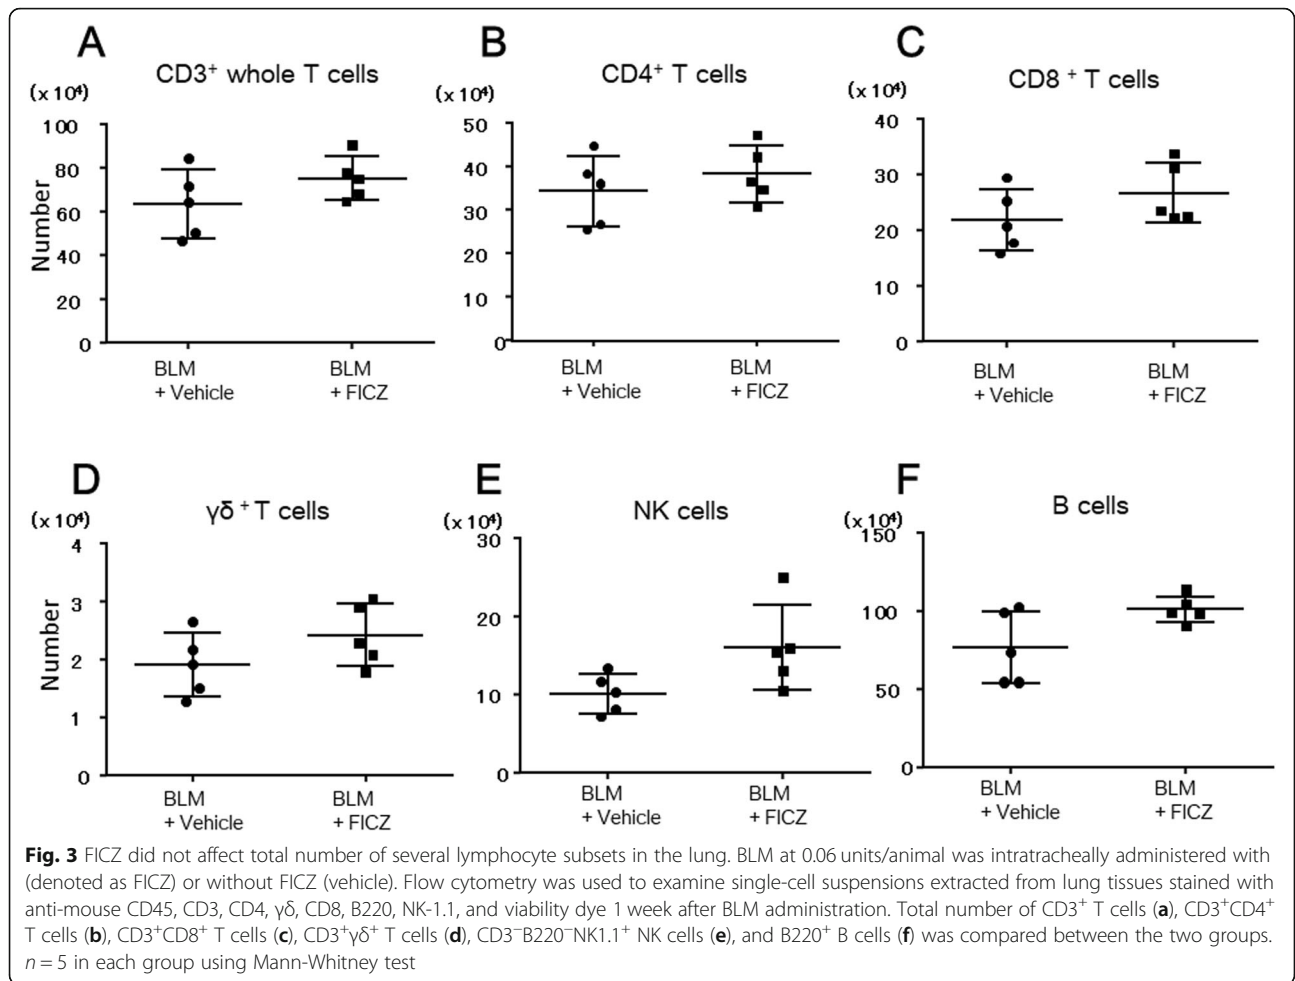 A
CD3⁺ whole T cells
(x 10⁴)
100
80
60
40
20
0
Number
BLM
+ Vehicle
BLM
+ FICZ
B
CD4⁺ T cells
(x 10⁴)
50
40
30
20
10
0
BLM
+ Vehicle
BLM
+ FICZ
C
CD8 ⁺ T cells
(x 10⁴)
40
30
20
10
0
BLM
+ Vehicle
BLM
+ FICZ
D
γδ ⁺ T cells
(x 10⁴)
4
3
2
1
0
Number
BLM
+ Vehicle
BLM
+ FICZ
E
NK cells
(x 10⁴)
30
20
10
0
BLM
+ Vehicle
BLM
+ FICZ
F
B cells
(x 10⁴)
150
100
50
0
BLM
+ Vehicle
BLM
+ FICZ
Fig. 3 FICZ did not affect total number of several lymphocyte subsets in the lung. BLM at 0.06 units/animal was intratracheally administered with
(denoted as FICZ) or without FICZ (vehicle). Flow cytometry was used to examine single-cell suspensions extracted from lung tissues stained with
anti-mouse CD45, CD3, CD4, γδ, CD8, B220, NK-1.1, and viability dye 1 week after BLM administration. Total number of CD3⁺ T cells (a), CD3⁺CD4⁺
T cells (b), CD3⁺CD8⁺ T cells (c), CD3⁺γδ⁺ T cells (d), CD3⁻B220⁻NK1.1⁺ NK cells (e), and B220⁺ B cells (f) was compared between the two groups.
n = 5 in each group using Mann-Whitney test